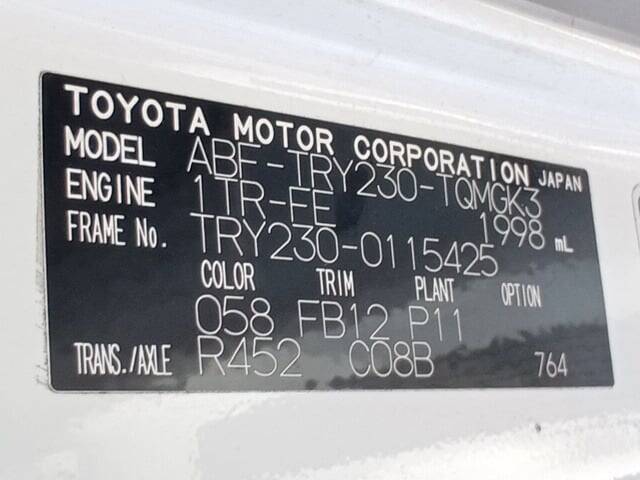 TOYOTA MOTOR CORPORATION JAPAN
MODEL ABF-TRY230-TQMGK3
ENGINE 1TR-FE 1998 mL
FRAME No. TRY230-0115425
COLOR TRIM PLANT OPTION
058 FB12 P11
TRANS./AXLE R452 C08B 764